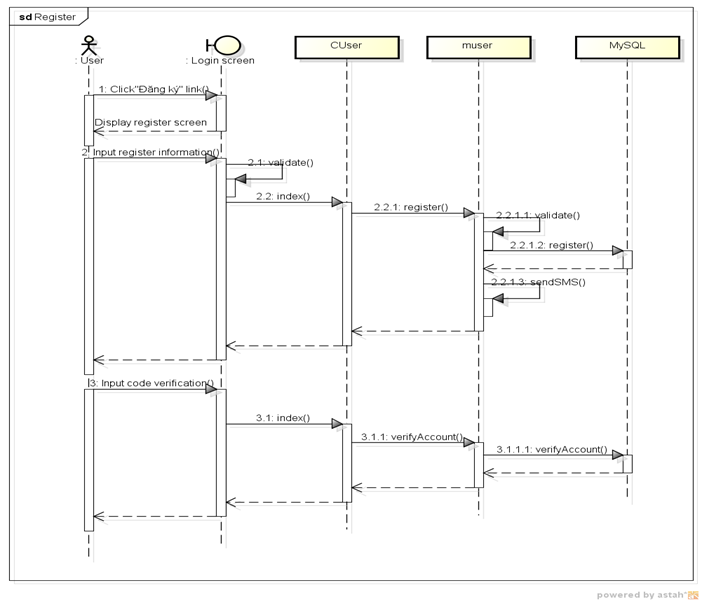 sd Register
: User
: Login screen
CUser
muser
MySQL
1: Click"Đăng ký" link()
Display register screen
2: Input register information()
2.1: validate()
2.2: index()
2.2.1: register()
2.2.1.1: validate()
2.2.1.2: register()
2.2.1.3: sendSMS()
3: Input code verification()
3.1: index()
3.1.1: verifyAccount()
3.1.1.1: verifyAccount()
powered by astah*